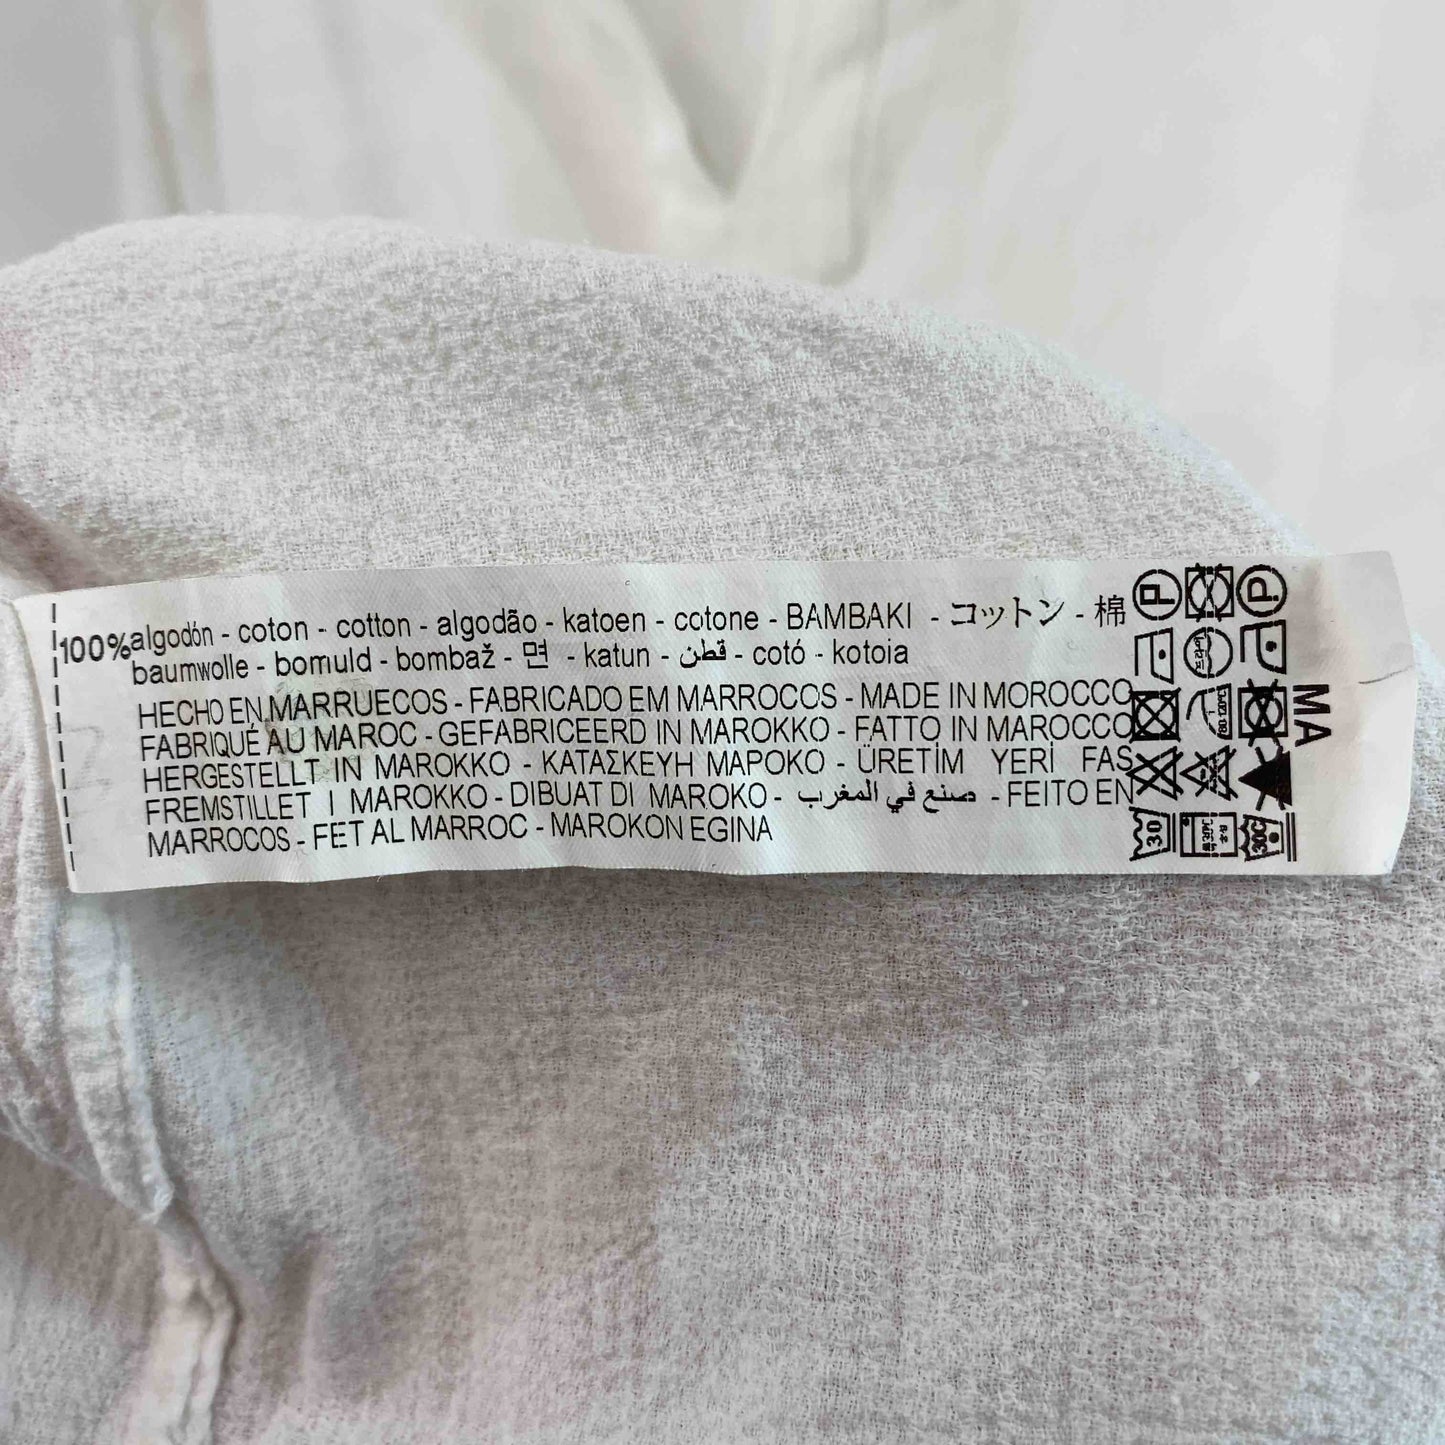 100% algodón - coton - cotton - algodão - katoen - cotone - BAMBAKI - コットン - 棉
baumwolle - bomuld - bombaž - 면 - katun - قطن - cotó - kotoia
HECHO EN MARRUECOS - FABRICADO EM MARROCOS - MADE IN MOROCCO
FABRIQUÉ AU MAROC - GEFABRICEERD IN MAROKKO - FATTO IN MAROCCO
HERGESTELLT IN MAROKKO - ΚΑΤΑΣΚΕΥΗ ΜΑΡΟΚΟ - ÜRETİM YERİ FAS
FREMSTILLET I MAROKKO - DIBUAT DI MAROKO - صنع في المغرب - FEITO EN
MARROCOS - FET AL MARROC - MAROKON EGINA
P P
MA
30 30C